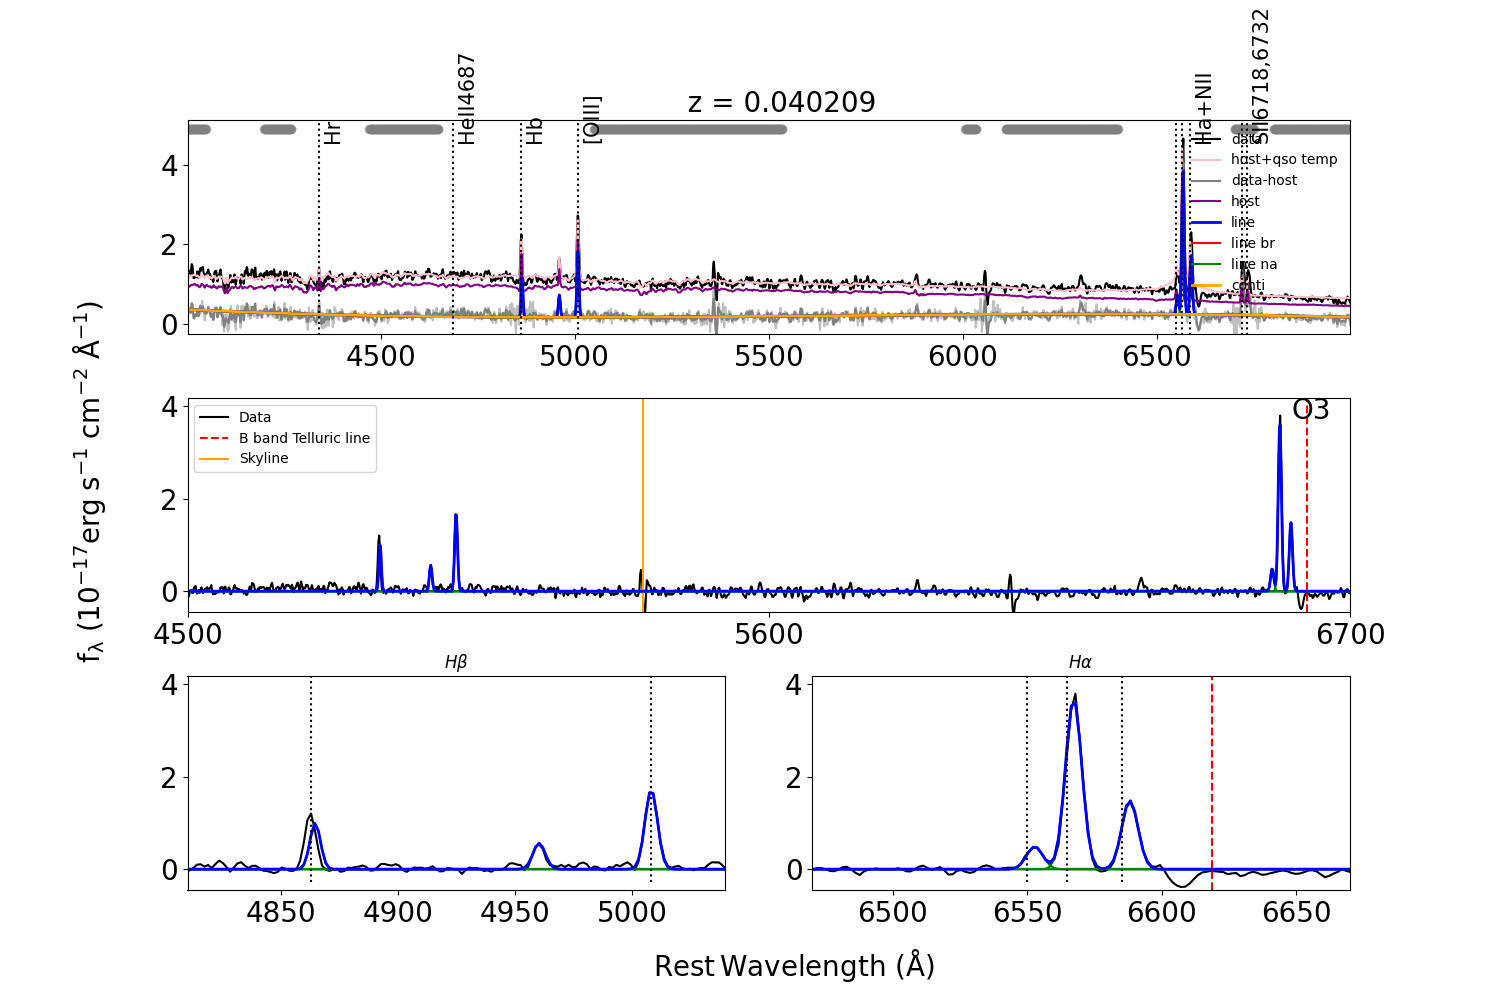 z = 0.040209
Hr
HeII4687
Hb
[OIII]
Ha+NII
SII6718,6732
4
2
0
data
host+qso temp
data-host
host
line
line br
line na
conti
4500 5000 5500 6000 6500
f_λ (10^−17 erg s^−1 cm^−2 Å^−1)
4
2
0
Data
B band Telluric line
Skyline
O3
4500 5600 6700
Hβ
4
2
0
4850 4900 4950 5000
Hα
4
2
0
6500 6550 6600 6650
Rest Wavelength (Å)